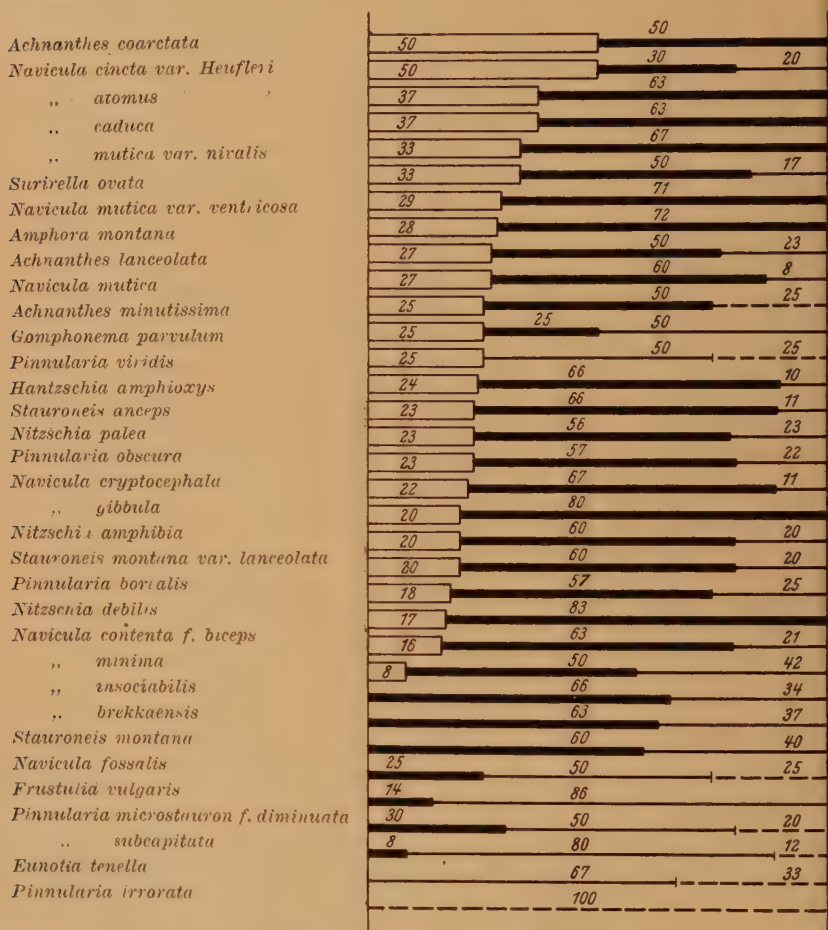 Achnanthes coarctata 50 50
Navicula cincta var. Heufleri 50 30 20
„ atomus 37 63
„ caduca 37 63
„ mutica var. nivalis 33 67
Surirella ovata 33 50 17
Navicula mutica var. ventricosa 29 71
Amphora montana 28 72
Achnanthes lanceolata 27 50 23
Navicula mutica 27 60 8
Achnanthes minutissima 25 50 25
Gomphonema parvulum 25 25 50
Pinnularia viridis 25 50 25
Hantzschia amphioxys 24 66 10
Stauroneis anceps 23 66 11
Nitzschia palea 23 56 23
Pinnularia obscura 23 57 22
Navicula cryptocephala 22 67 11
„ gibbula 20 80
Nitzschia amphibia 20 60 20
Stauroneis montana var. lanceolata 20 60 20
Pinnularia borealis 18 57 25
Nitzschia debilis 17 83
Navicula contenta f. biceps 16 63 21
„ minima 8 50 42
„ insociabilis 66 34
„ brekkaensis 63 37
Stauroneis montana 60 40
Navicula fossalis 25 50 25
Frustulia vulgaris 14 86
Pinnularia microstauron f. diminuata 30 50 20
„ subcapitata 8 80 12
Eunotia tenella 67 33
Pinnularia irrorata 100